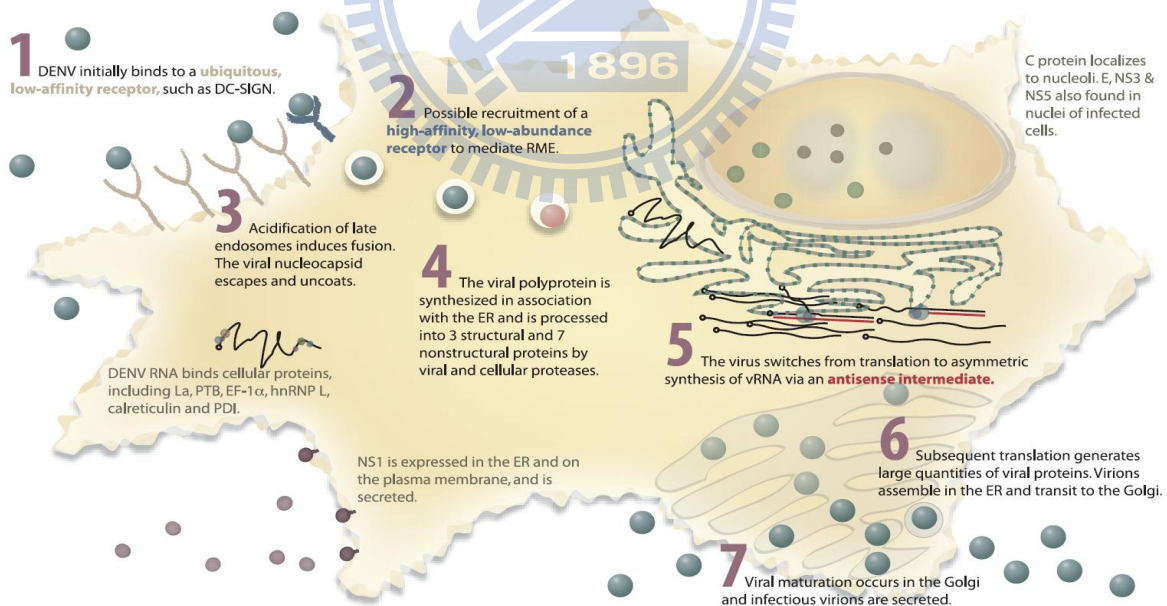 1 DENV initially binds to a ubiquitous,
low-affinity receptor, such as DC-SIGN.
1896
2 Possible recruitment of a
high-affinity, low-abundance
receptor to mediate RME.
C protein localizes
to nucleoli. E, NS3 &
NS5 also found in
nuclei of infected
cells.
3 Acidification of late
endosomes induces fusion.
The viral nucleocapsid
escapes and uncoats.
4 The viral polyprotein is
synthesized in association
with the ER and is processed
into 3 structural and 7
nonstructural proteins by
viral and cellular proteases.
5 The virus switches from translation to asymmetric
synthesis of vRNA via an antisense intermediate.
DENV RNA binds cellular proteins,
including La, PTB, EF-1α, hnRNP L,
calreticulin and PDI.
NS1 is expressed in the ER and on
the plasma membrane, and is
secreted.
6 Subsequent translation generates
large quantities of viral proteins. Virions
assemble in the ER and transit to the Golgi.
7 Viral maturation occurs in the Golgi
and infectious virions are secreted.